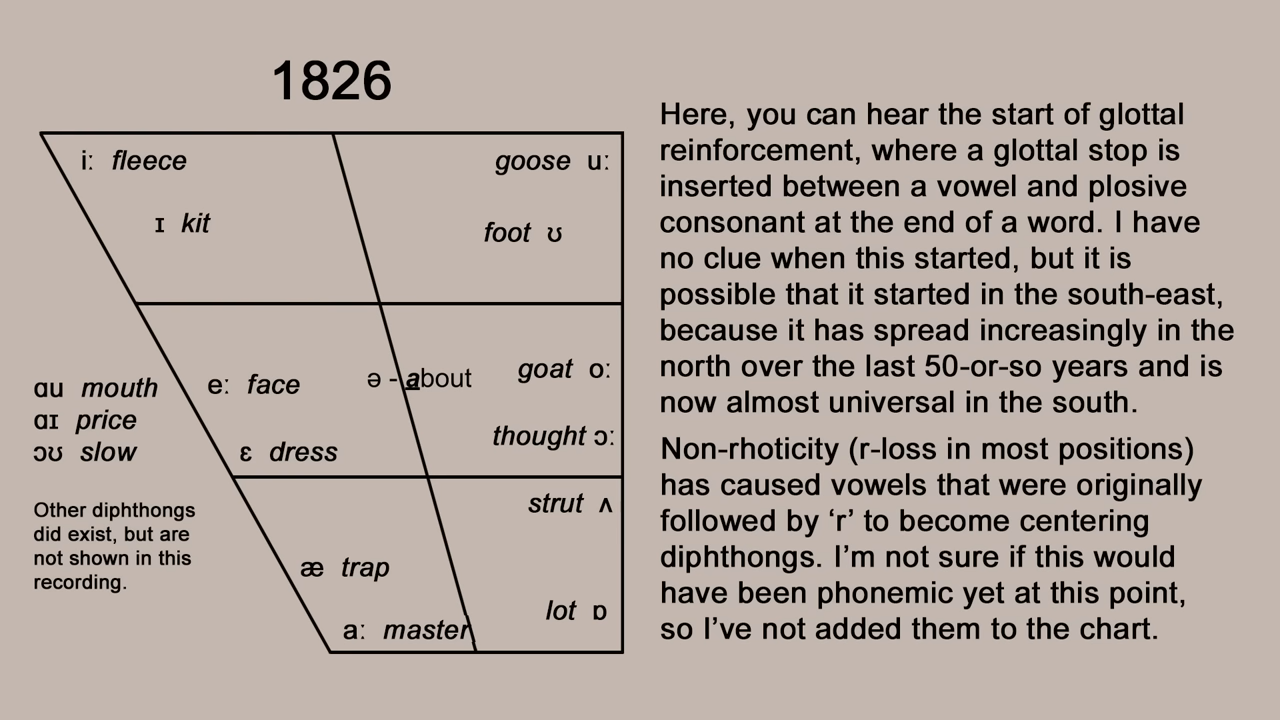 1826
iː fleece
goose uː
ɪ kit
foot ʊ
eː face
ə - about
goat oː
thought ɔː
ɛ dress
strut ʌ
æ trap
lot ɒ
aː master
ɑu mouth
ɑɪ price
ɔʊ slow
Other diphthongs
did exist, but are
not shown in this
recording.
Here, you can hear the start of glottal
reinforcement, where a glottal stop is
inserted between a vowel and plosive
consonant at the end of a word. I have
no clue when this started, but it is
possible that it started in the south-east,
because it has spread increasingly in the
north over the last 50-or-so years and is
now almost universal in the south.
Non-rhoticity (r-loss in most positions)
has caused vowels that were originally
followed by ‘r’ to become centering
diphthongs. I’m not sure if this would
have been phonemic yet at this point,
so I’ve not added them to the chart.